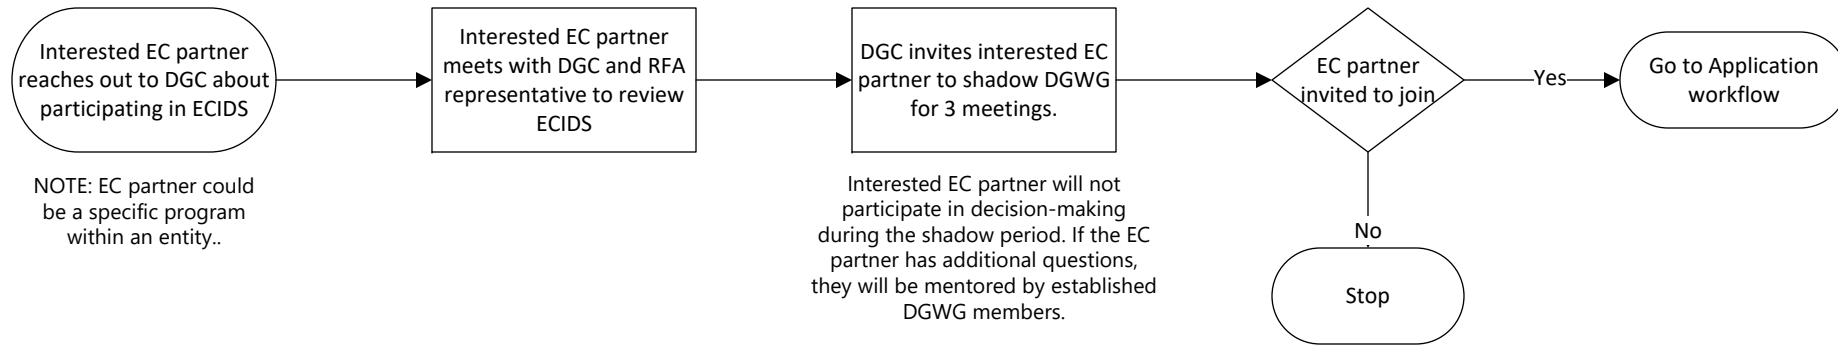 Interested EC partner
reaches out to DGC about
participating in ECIDS
NOTE: EC partner could
be a specific program
within an entity..
Interested EC partner
meets with DGC and RFA
representative to review
ECIDS
DGC invites interested EC
partner to shadow DGWG
for 3 meetings.
Interested EC partner will not
participate in decision-making
during the shadow period. If the EC
partner has additional questions,
they will be mentored by established
DGWG members.
EC partner
invited to join
Yes
Go to Application
workflow
No
Stop